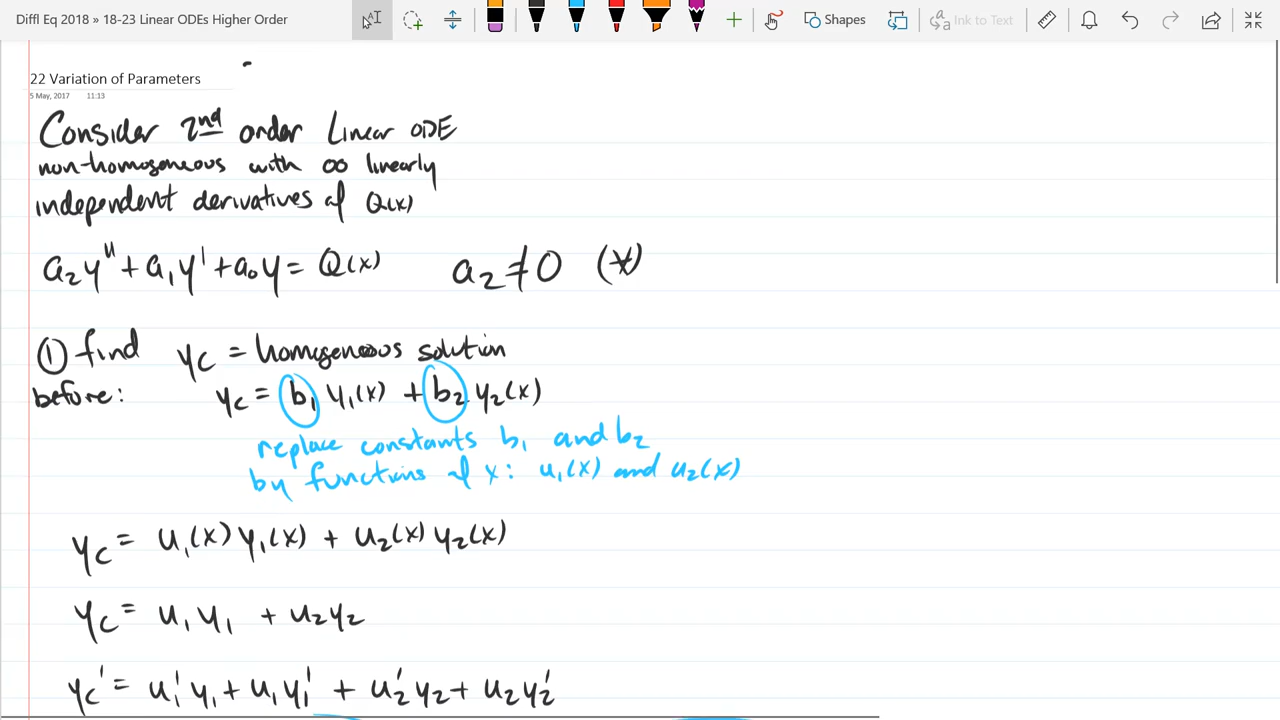 Diffl Eq 2018 » 18-23 Linear ODEs Higher Order
Shapes
Ink to Text
22 Variation of Parameters
5 May, 2017 11:13
Consider 2nd order Linear ODE
non-homogeneous with ∞ linearly
independent derivatives of Q(x)
a₂y'' + a₁y' + a₀y = Q(x) a₂ ≠ 0 (*)
① find yc = homogeneous solution
before: yc = b₁ y₁(x) + b₂ y₂(x)
replace constants b₁ and b₂
by functions of x: u₁(x) and u₂(x)
yc = u₁(x) y₁(x) + u₂(x) y₂(x)
yc = u₁y₁ + u₂y₂
yc' = u₁'y₁ + u₁y₁' + u₂'y₂ + u₂y₂'